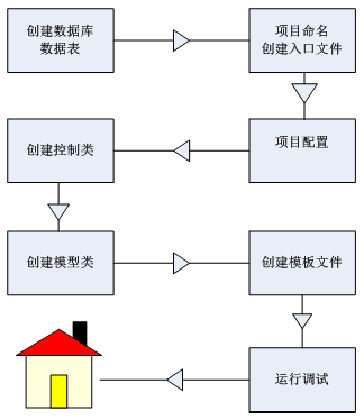 创建数据库
数据表
项目命名
创建入口文件
项目配置
创建控制类
创建模型类
创建模板文件
运行调试